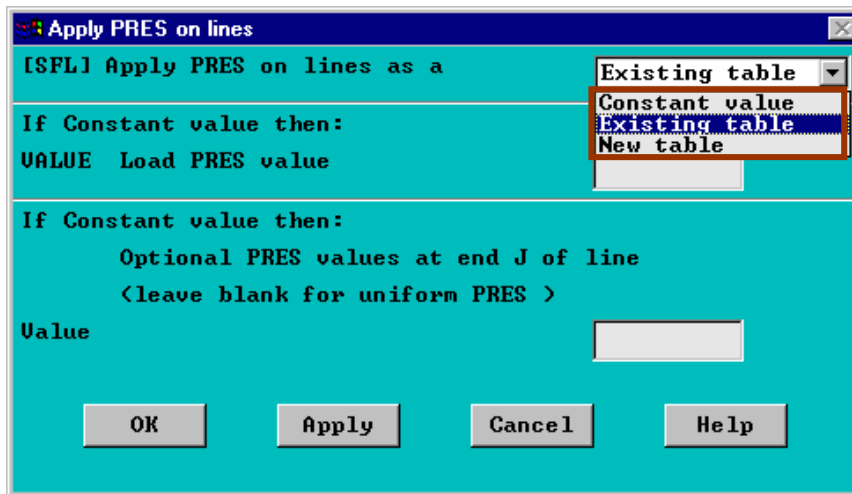 Apply PRES on lines
[SFL] Apply PRES on lines as a
Existing table
Constant value
Existing table
New table
If Constant value then:
VALUE Load PRES value
If Constant value then:
Optional PRES values at end J of line
(leave blank for uniform PRES )
Value
OK Apply Cancel Help